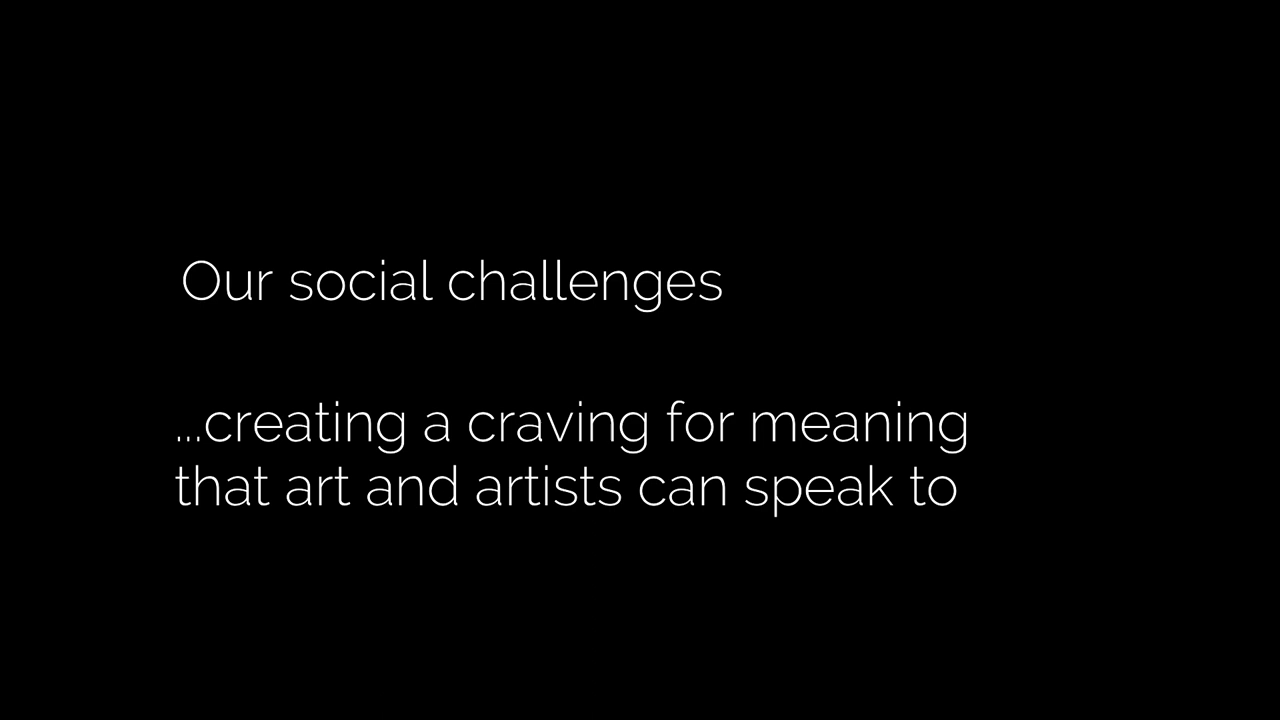 Our social challenges
...creating a craving for meaning
that art and artists can speak to